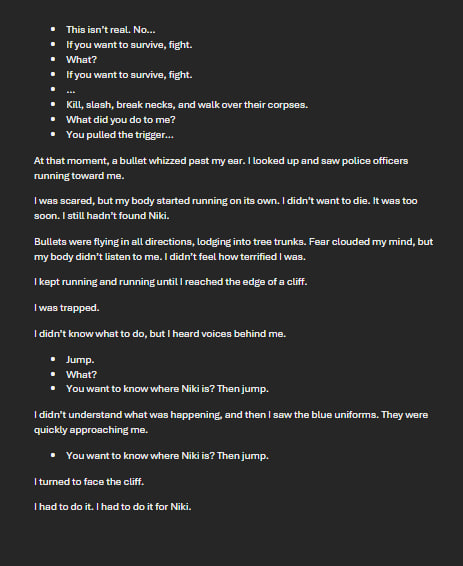 • This isn't real. No...
• If you want to survive, fight.
• What?
• If you want to survive, fight.
• ...
• Kill, slash, break necks, and walk over their corpses.
• What did you do to me?
• You pulled the trigger...
At that moment, a bullet whizzed past my ear. I looked up and saw police officers
running toward me.
I was scared, but my body started running on its own. I didn't want to die. It was too
soon. I still hadn't found Niki.
Bullets were flying in all directions, lodging into tree trunks. Fear clouded my mind, but
my body didn't listen to me. I didn't feel how terrified I was.
I kept running and running until I reached the edge of a cliff.
I was trapped.
I didn't know what to do, but I heard voices behind me.
• Jump.
• What?
• You want to know where Niki is? Then jump.
I didn't understand what was happening, and then I saw the blue uniforms. They were
quickly approaching me.
• You want to know where Niki is? Then jump.
I turned to face the cliff.
I had to do it. I had to do it for Niki.